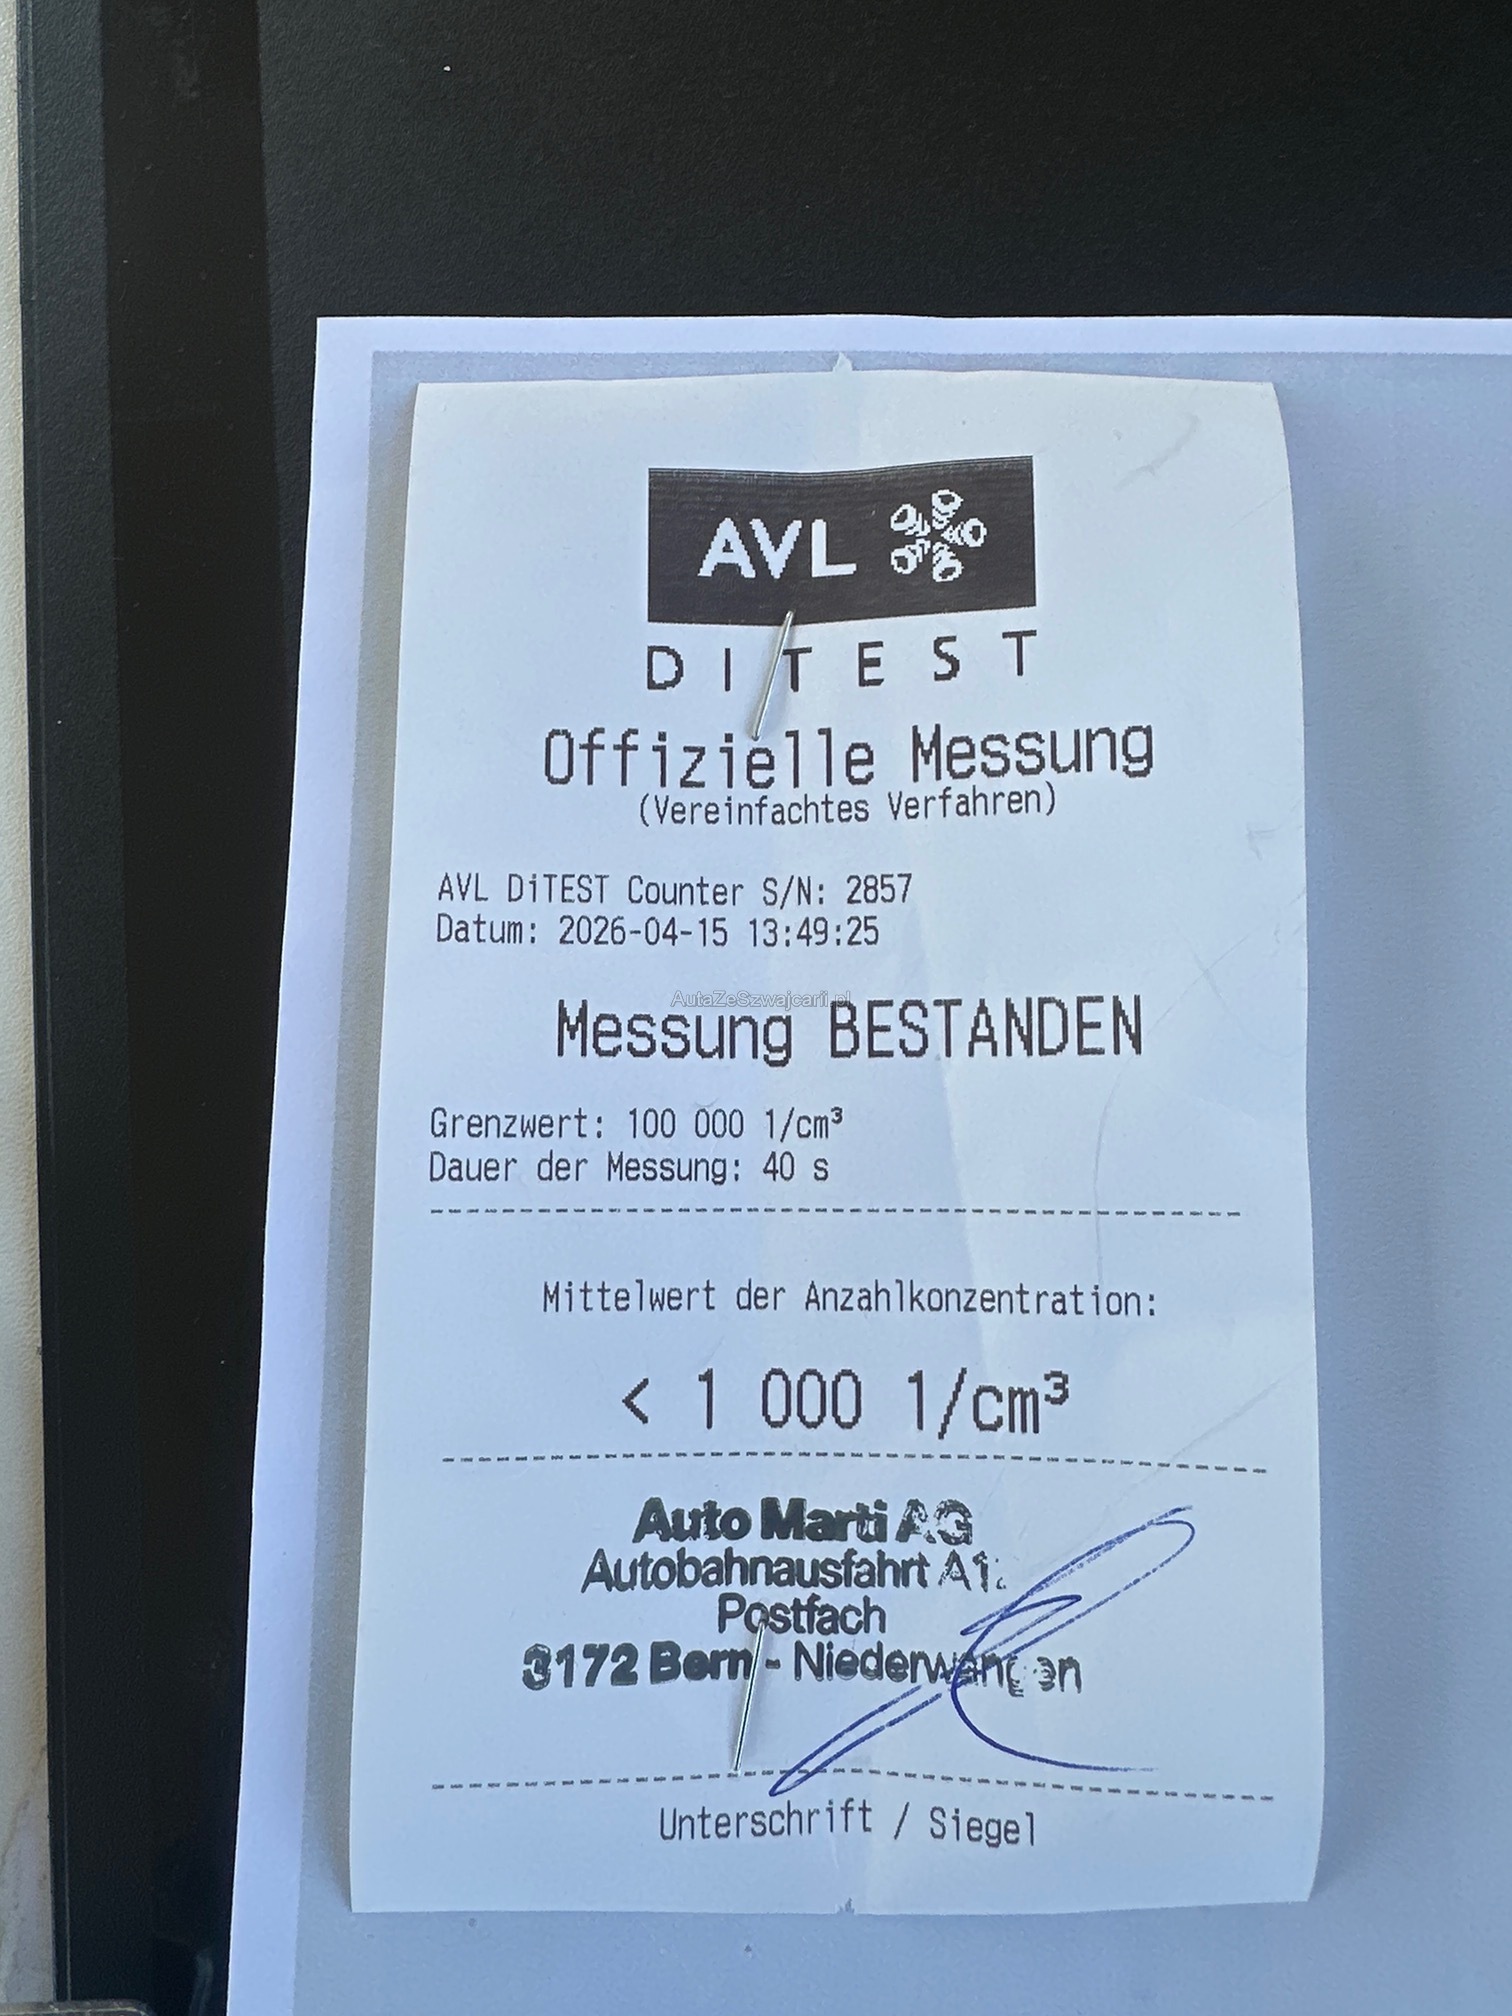 AVL
DITEST
Offizielle Messung
(Vereinfachtes Verfahren)
AVL DiTEST Counter S/N: 2857
Datum: 2026-04-15 13:49:25
AutaZeSzwajcarii.pl
Messung BESTANDEN
Grenzwert: 100 000 1/cm³
Dauer der Messung: 40 s
Mittelwert der Anzahlkonzentration:
< 1 000 1/cm³
Auto Marti AG
Autobahnausfahrt
Postfach
3172 Bern - Niederwangen
Unterschrift / Siegel